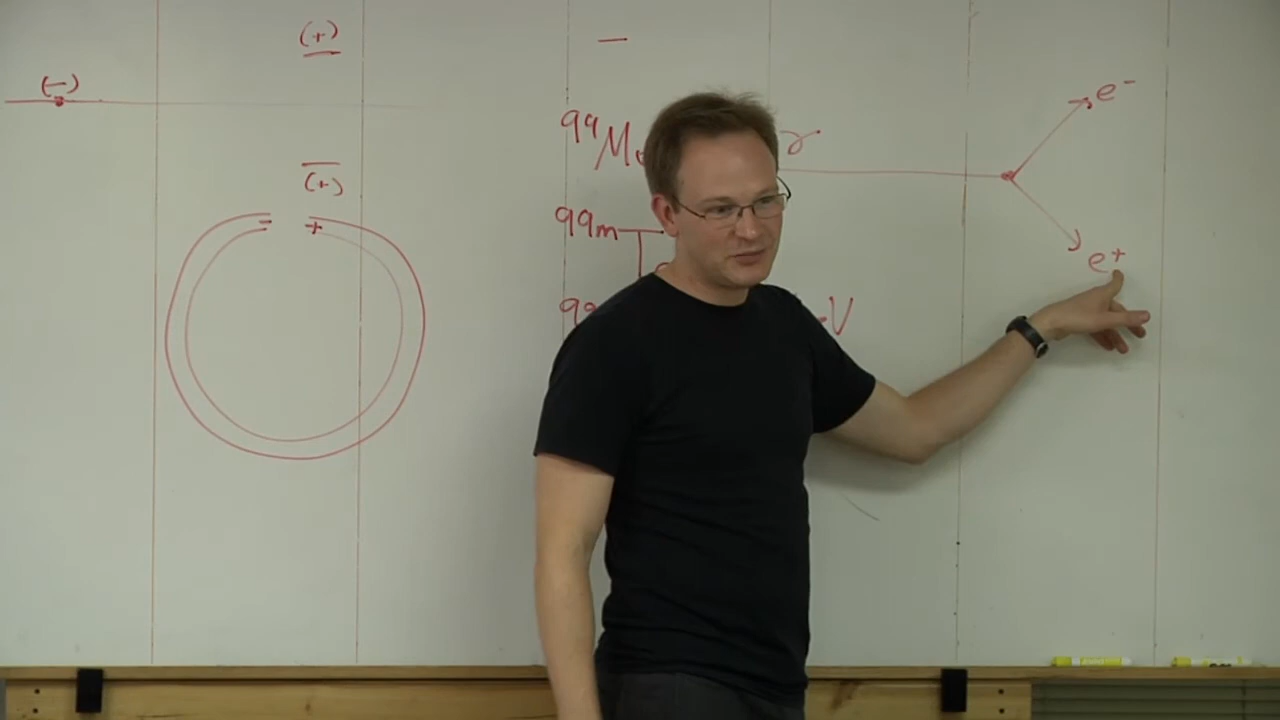 (+)
—
(-)
e-
99Mo
γ
(+)
- +
99m
e+
99
V